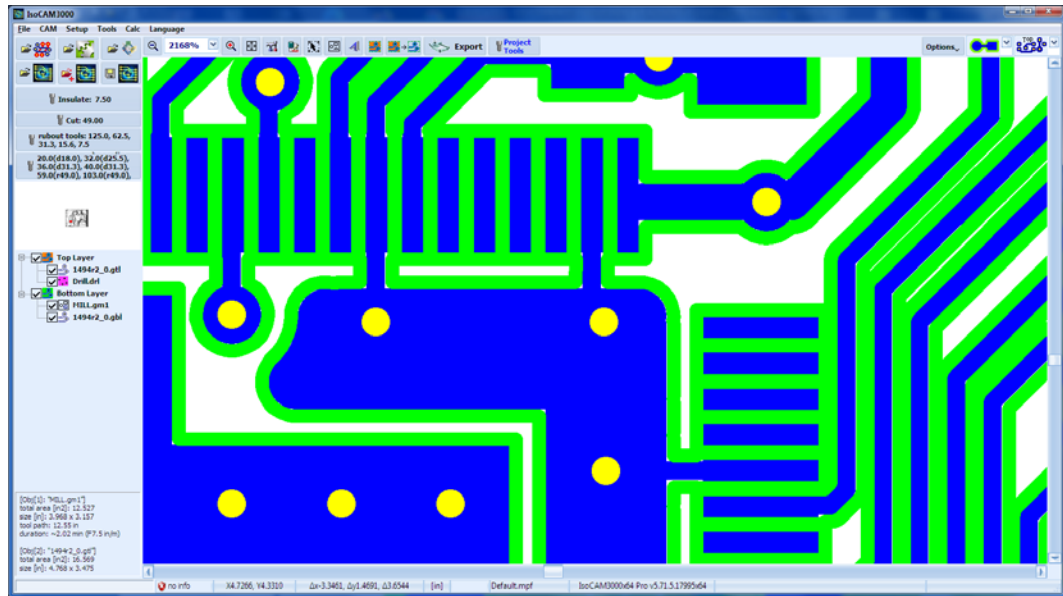 IsoCAM3000
File CAM Setup Tools Calc Language
2168%
Export
Project
Tools
Options
TOP
Insulate: 7.50
Cut: 49.00
rubout tools: 125.0, 62.5,
31.3, 15.6, 7.5
20.0(d18.0), 32.0(d25.5),
36.0(d31.3), 40.0(d31.3),
59.0(r49.0), 103.0(r49.0),
Top Layer
1494r2_0.gtl
Drill.drl
Bottom Layer
MILL.gm1
1494r2_0.gbl
[Obj[1]: "MILL.gm1"]
total area [in2]: 12.527
size [in]: 3.968 x 3.157
tool path: 12.55 in
duration: ~2.02 min (F7.5 in/m)
[Obj[2]: "1494r2_0.gtl"]
total area [in2]: 16.569
size [in]: 4.768 x 3.475
no info X4.7266, Y4.3310 Δx-3.3461, Δy1.4691, Δ3.6544 [in] Default.mpf IsoCAM3000x64 Pro v5.71.5.17995x64